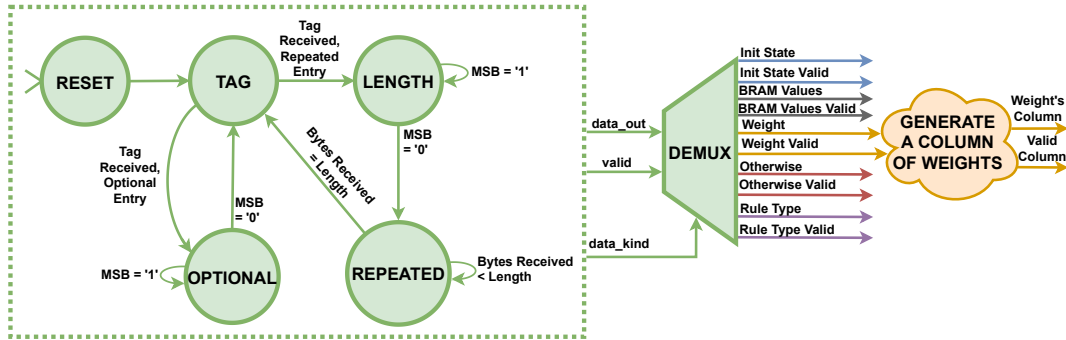 RESET
TAG
Tag
Received,
Repeated
Entry
LENGTH
MSB = '1'
Tag
Received,
Optional
Entry
MSB
= '0'
Bytes Received
= Length
MSB
= '0'
MSB = '1'
OPTIONAL
REPEATED
Bytes Received
< Length
data_out
valid
data_kind
DEMUX
Init State
Init State Valid
BRAM Values
BRAM Values Valid
Weight
Weight Valid
Otherwise
Otherwise Valid
Rule Type
Rule Type Valid
GENERATE
A COLUMN
OF WEIGHTS
Weight's
Column
Valid
Column